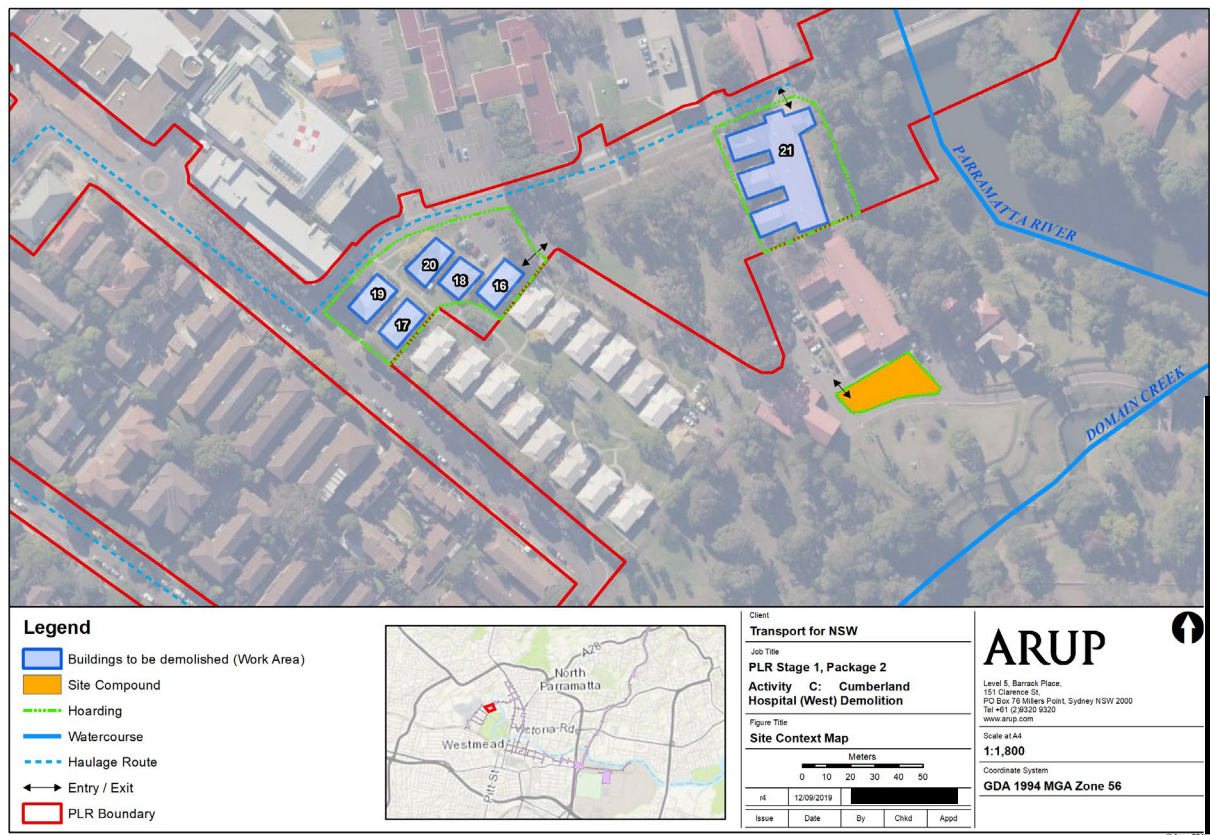 21
PARRAMATTA RIVER
20
18
16
19
17
DOMAIN CREEK
Legend
Buildings to be demolished (Work Area)
Site Compound
Hoarding
Watercourse
Haulage Route
Entry / Exit
PLR Boundary
A28
North
Parramatta
Victoria-Rd
Westmead
Pitt-St
Client
Transport for NSW
Job Title
PLR Stage 1, Package 2
Activity C: Cumberland
Hospital (West) Demolition
Figure Title
Site Context Map
Meters
0 10 20 30 40 50
r4 12/09/2019
Issue Date By Chkd Appd
ARUP
Level 5, Barrack Place,
151 Clarence St,
PO Box 76 Millers Point, Sydney NSW 2000
Tel +61 (2)9320 9320
www.arup.com
Scale at A4
1:1,800
Coordinate System
GDA 1994 MGA Zone 56